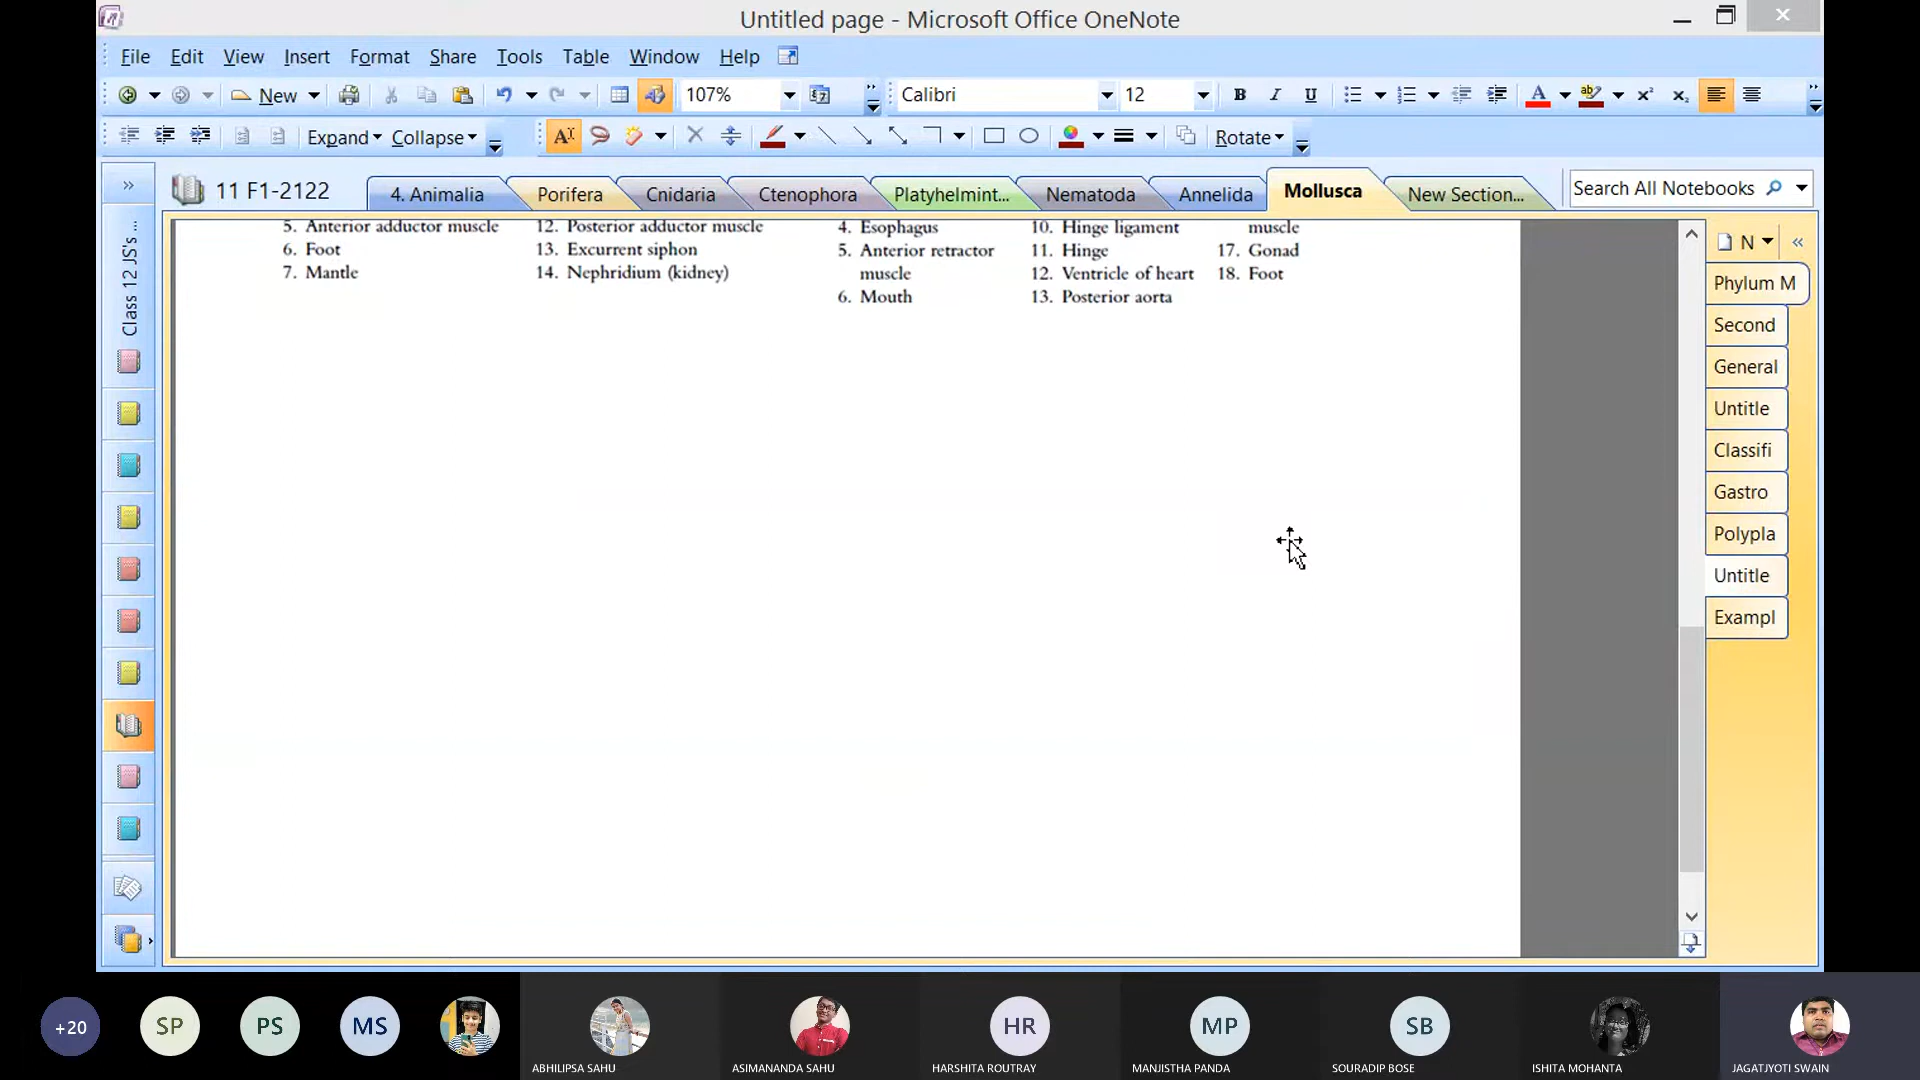 Untitled page - Microsoft Office OneNote
File Edit View Insert Format Share Tools Table Window Help
New 107% Calibri 12 B I U A ab x² x₂
Expand Collapse A Rotate
11 F1-2122 4. Animalia Porifera Cnidaria Ctenophora Platyhelmint... Nematoda Annelida Mollusca New Section... Search All Notebooks
Class 12 JS's ...
5. Anterior adductor muscle
6. Foot
7. Mantle
12. Posterior adductor muscle
13. Excurrent siphon
14. Nephridium (kidney)
4. Esophagus
5. Anterior retractor
muscle
6. Mouth
10. Hinge ligament
11. Hinge
12. Ventricle of heart
13. Posterior aorta
muscle
17. Gonad
18. Foot
N
Phylum M
Second
General
Untitle
Classifi
Gastro
Polypla
Untitle
Exampl
+20 SP PS MS HR MP SB
ABHILIPSA SAHU ASIMANANDA SAHU HARSHITA ROUTRAY MANJISTHA PANDA SOURADIP BOSE ISHITA MOHANTA JAGATJYOTI SWAIN